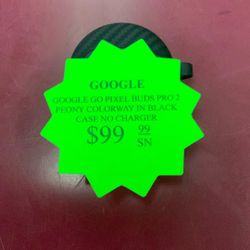 GOOGLE
GOOGLE GO PIXEL BUDS PRO 2
PEONY COLORWAY IN BLACK
CASE NO CHARGER
$99 99
SN